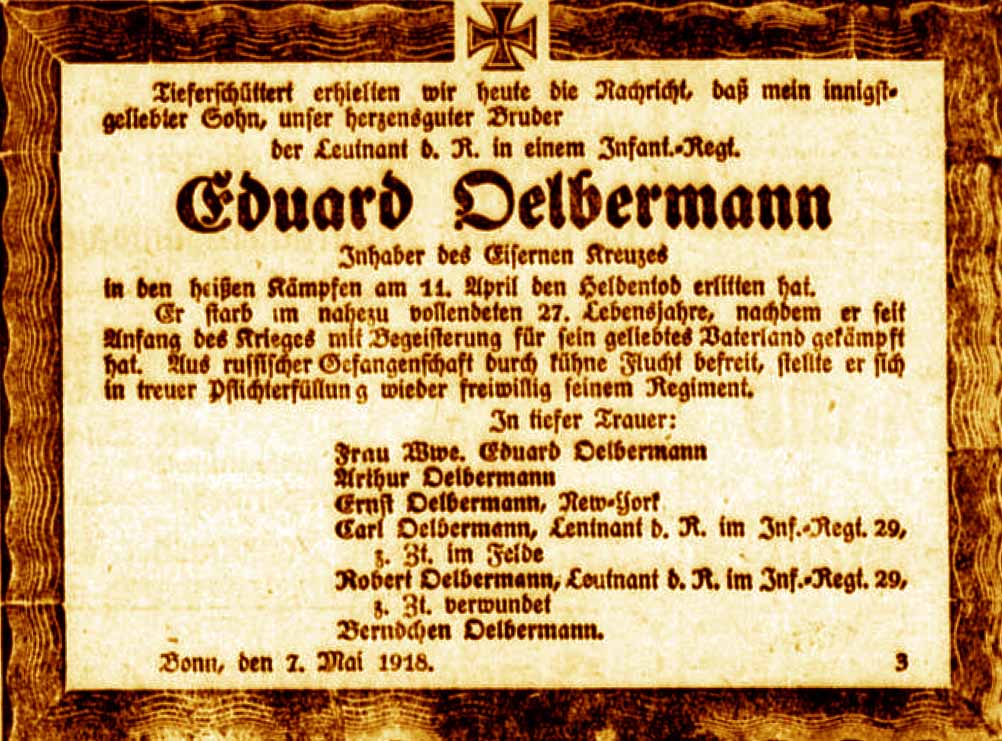 Tieferschüttert erhielten wir heute die Nachricht, daß mein innigst-
geliebter Sohn, unser herzensguter Bruder
der Leutnant d. R. in einem Infant.-Regt.
Eduard Oelbermann
Inhaber des Eisernen Kreuzes
in den heißen Kämpfen am 11. April den Heldentod erlitten hat.
Er starb im nahezu vollendeten 27. Lebensjahre, nachdem er seit
Anfang des Krieges mit Begeisterung für sein geliebtes Vaterland gekämpft
hat. Aus russischer Gefangenschaft durch kühne Flucht befreit, stellte er sich
in treuer Pflichterfüllung wieder freiwillig seinem Regiment.
In tiefer Trauer:
Frau Wwe. Eduard Oelbermann
Arthur Oelbermann
Ernst Oelbermann, New-York
Carl Oelbermann, Leutnant d. R. im Inf.-Regt. 29,
z. Zt. im Felde
Robert Oelbermann, Leutnant d. R. im Inf.-Regt. 29,
z. Zt. verwundet
Berndchen Oelbermann.
Bonn, den 7. Mai 1918. 3